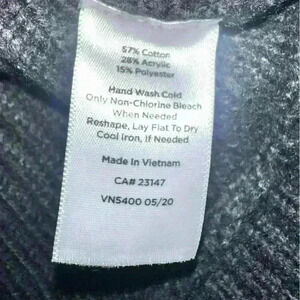 57% Cotton
28% Acrylic
15% Polyester
Hand Wash Cold
Only Non-Chlorine Bleach
When Needed
Reshape, Lay Flat To Dry
Cool Iron, If Needed
Made In Vietnam
CA# 23147
VNS400 05/20